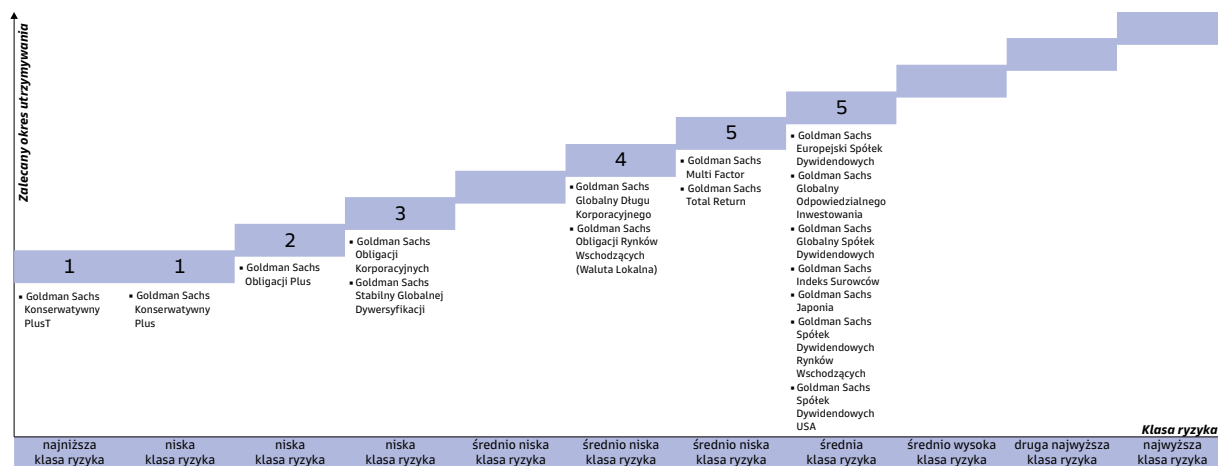 Zalecany okres utrzymywania
1
▪ Goldman Sachs
Konserwatywny
PlusT
1
▪ Goldman Sachs
Konserwatywny
Plus
2
▪ Goldman Sachs
Obligacji Plus
3
▪ Goldman Sachs
Obligacji
Korporacyjnych
▪ Goldman Sachs
Stabilny Globalnej
Dywersyfikacji
4
▪ Goldman Sachs
Globalny Długu
Korporacyjnego
▪ Goldman Sachs
Obligacji Rynków
Wschodzących
(Waluta Lokalna)
5
▪ Goldman Sachs
Multi Factor
▪ Goldman Sachs
Total Return
5
▪ Goldman Sachs
Europejski Spółek
Dywidendowych
▪ Goldman Sachs
Globalny
Odpowiedzialnego
Inwestowania
▪ Goldman Sachs
Globalny Spółek
Dywidendowych
▪ Goldman Sachs
Indeks Surowców
▪ Goldman Sachs
Japonia
▪ Goldman Sachs
Spółek
Dywidendowych
Rynków
Wschodzących
▪ Goldman Sachs
Spółek
Dywidendowych
USA
Klasa ryzyka
najniższa
klasa ryzyka
niska
klasa ryzyka
niska
klasa ryzyka
niska
klasa ryzyka
średnio niska
klasa ryzyka
średnio niska
klasa ryzyka
średnio niska
klasa ryzyka
średnia
klasa ryzyka
średnio wysoka
klasa ryzyka
druga najwyższa
klasa ryzyka
najwyższa
klasa ryzyka